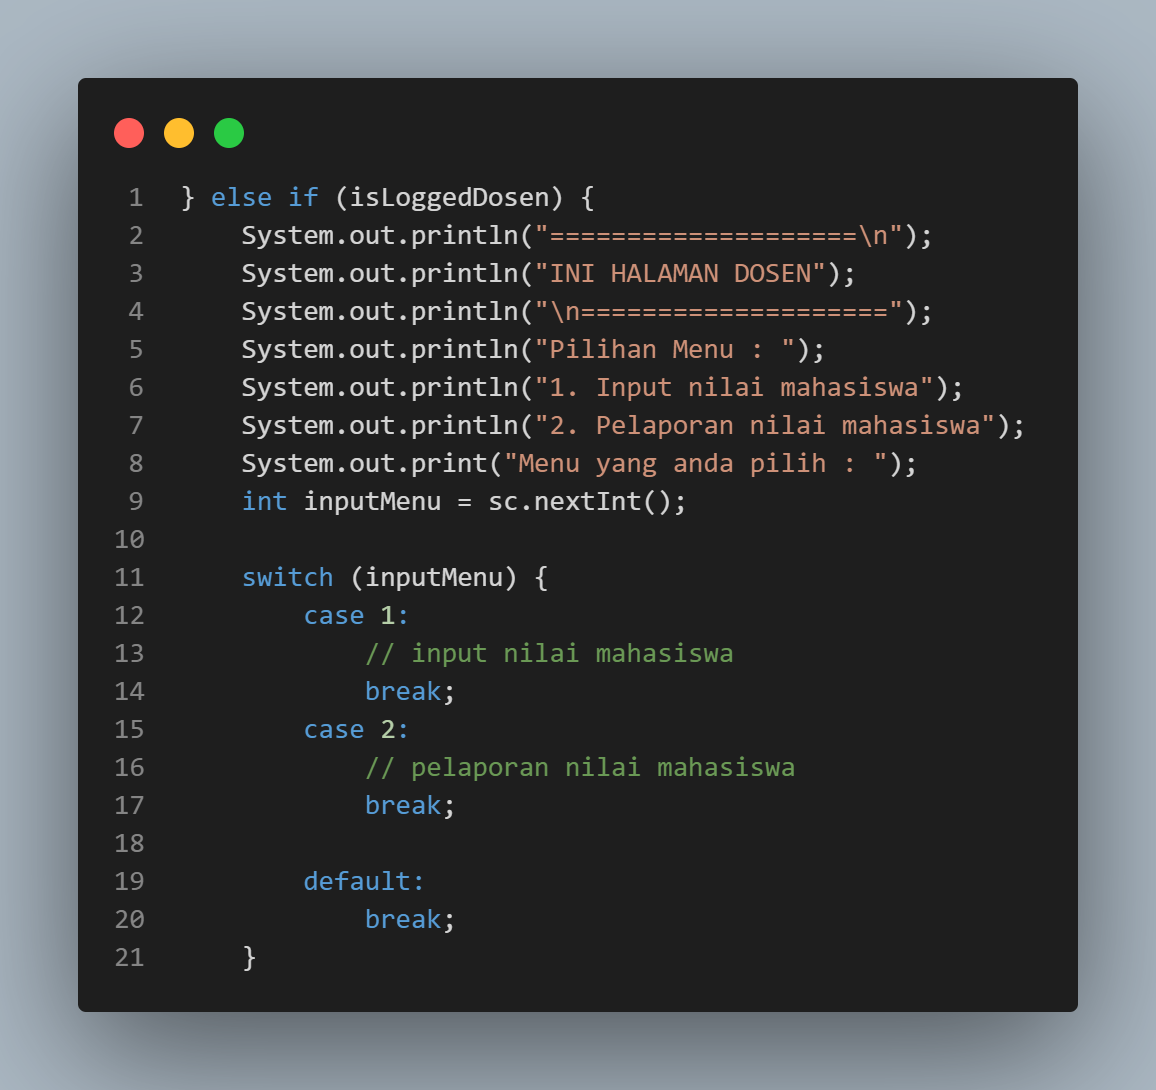 1 } else if (isLoggedDosen) {
2     System.out.println("====================\n");
3     System.out.println("INI HALAMAN DOSEN");
4     System.out.println("\n====================");
5     System.out.println("Pilihan Menu : ");
6     System.out.println("1. Input nilai mahasiswa");
7     System.out.println("2. Pelaporan nilai mahasiswa");
8     System.out.print("Menu yang anda pilih : ");
9     int inputMenu = sc.nextInt();
10
11     switch (inputMenu) {
12         case 1:
13             // input nilai mahasiswa
14             break;
15         case 2:
16             // pelaporan nilai mahasiswa
17             break;
18
19         default:
20             break;
21     }